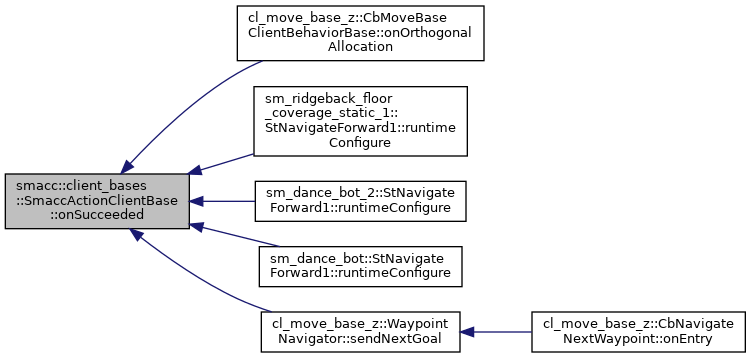 cl_move_base_z::CbMoveBase
ClientBehaviorBase::onOrthogonal
Allocation
sm_ridgeback_floor
_coverage_static_1::
StNavigateForward1::runtime
Configure
smacc::client_bases
::SmaccActionClientBase
::onSucceeded
sm_dance_bot_2::StNavigate
Forward1::runtimeConfigure
sm_dance_bot::StNavigate
Forward1::runtimeConfigure
cl_move_base_z::Waypoint
Navigator::sendNextGoal
cl_move_base_z::CbNavigate
NextWaypoint::onEntry